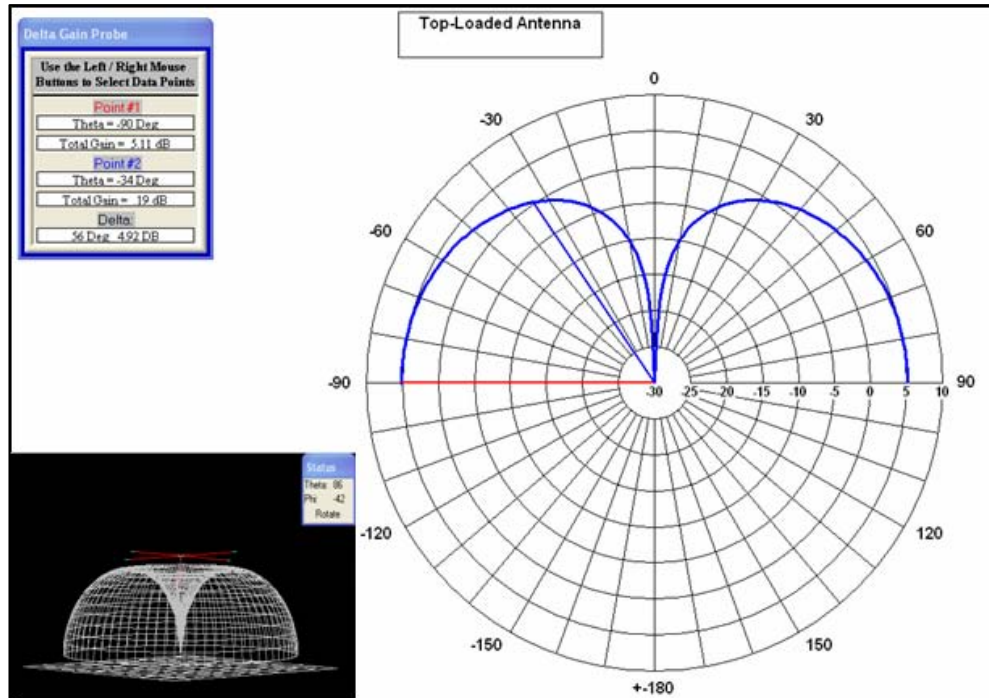 Top-Loaded Antenna
Delta Gain Probe
Use the Left / Right Mouse
Buttons to Select Data Points
Point #1
Theta = -90 Deg
Total Gain = 5.11 dB
Point #2
Theta = -34 Deg
Total Gain = .19 dB
Delta:
56 Deg 4.92 DB
0
-30
30
-60
60
-90
-30 -25 -20 -15 -10 -5 0 5 10
90
Status
Theta: 86
Phi: -42
Rotate
-120
120
-150
150
+-180